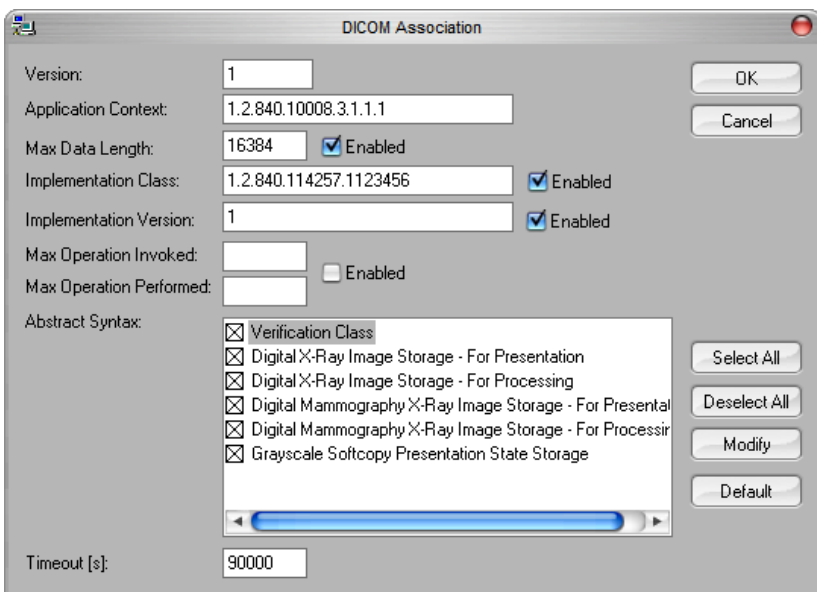 DICOM Association
Version: 1
OK
Application Context: 1.2.840.10008.3.1.1.1
Cancel
Max Data Length: 16384 Enabled
Implementation Class: 1.2.840.114257.1123456 Enabled
Implementation Version: 1 Enabled
Max Operation Invoked:
Enabled
Max Operation Performed:
Abstract Syntax:
Verification Class
Digital X-Ray Image Storage - For Presentation
Digital X-Ray Image Storage - For Processing
Digital Mammography X-Ray Image Storage - For Presental
Digital Mammography X-Ray Image Storage - For Processir
Grayscale Softcopy Presentation State Storage
Select All
Deselect All
Modify
Default
Timeout [s]: 90000